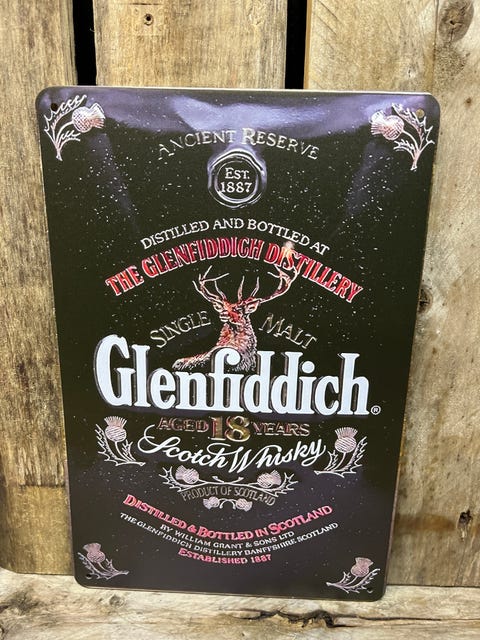 ANCIENT RESERVE
EST.
1887
DISTILLED AND BOTTLED AT
THE GLENFIDDICH DISTILLERY
SINGLE MALT
Glenfiddich®
AGED 18 YEARS
Scotch Whisky
PRODUCT OF SCOTLAND
DISTILLED & BOTTLED IN SCOTLAND
BY WILLIAM GRANT & SONS LTD
THE GLENFIDDICH DISTILLERY BANFFSHIRE SCOTLAND
ESTABLISHED 1887